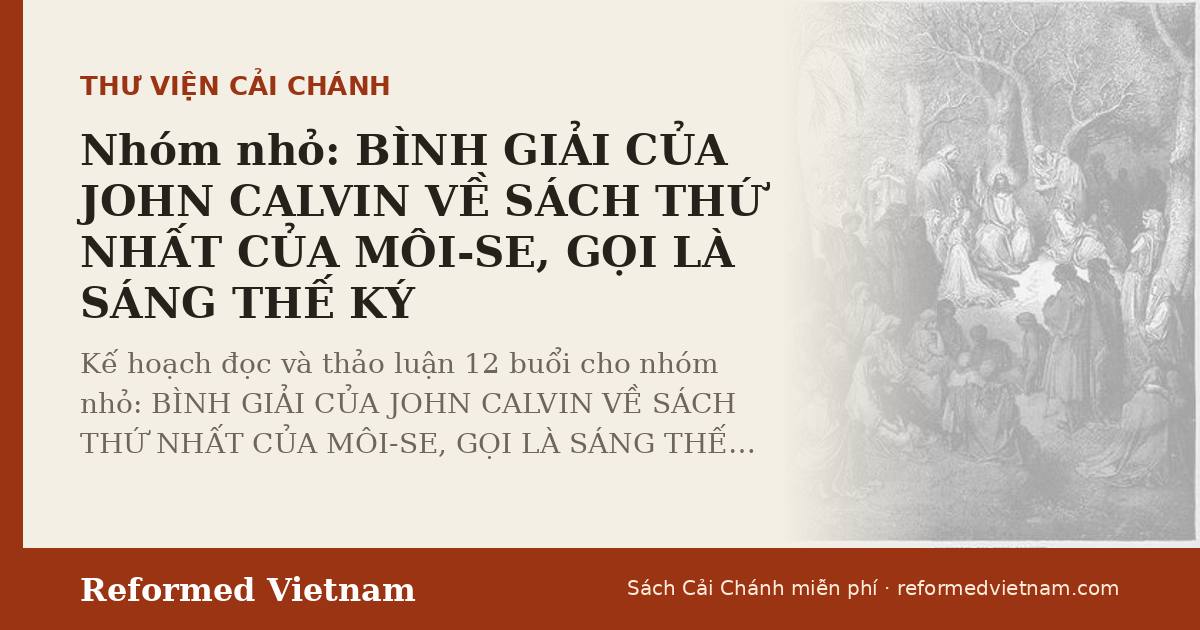 THƯ VIỆN CẢI CHÁNH
Nhóm nhỏ: BÌNH GIẢI CỦA
JOHN CALVIN VỀ SÁCH THỨ
NHẤT CỦA MÔI-SE, GỌI LÀ
SÁNG THẾ KÝ
Kế hoạch đọc và thảo luận 12 buổi cho nhóm
nhỏ: BÌNH GIẢI CỦA JOHN CALVIN VỀ SÁCH
THỨ NHẤT CỦA MÔI-SE, GỌI LÀ SÁNG THẾ...
Reformed Vietnam
Sách Cải Chánh miễn phí · reformedvietnam.com